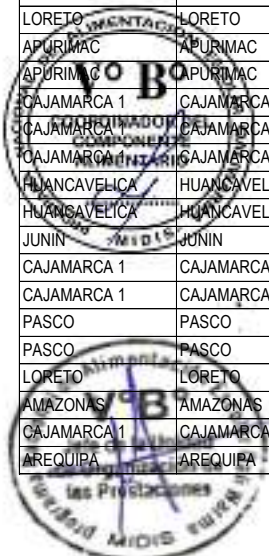 LORETO LORETO
APURIMAC APURIMAC
APURIMAC APURIMAC
CAJAMARCA 1 CAJAMARCA
CAJAMARCA 1 CAJAMARCA
CAJAMARCA 1 CAJAMARCA
HUANCAVELICA HUANCAVEL
HUANCAVELICA HUANCAVEL
JUNIN JUNIN
CAJAMARCA 1 CAJAMARCA
CAJAMARCA 1 CAJAMARCA
PASCO PASCO
PASCO PASCO
LORETO LORETO
AMAZONAS AMAZONAS
CAJAMARCA 1 CAJAMARCA
AREQUIPA AREQUIPA
V° B°
COORDINADOR DEL
COMPONENTE
ALIMENTARIO
MIDIS
V° B°
las Prestaciones
MIDIS